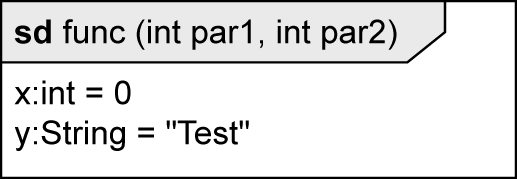 sd func (int par1, int par2)
x:int = 0
y:String = "Test"